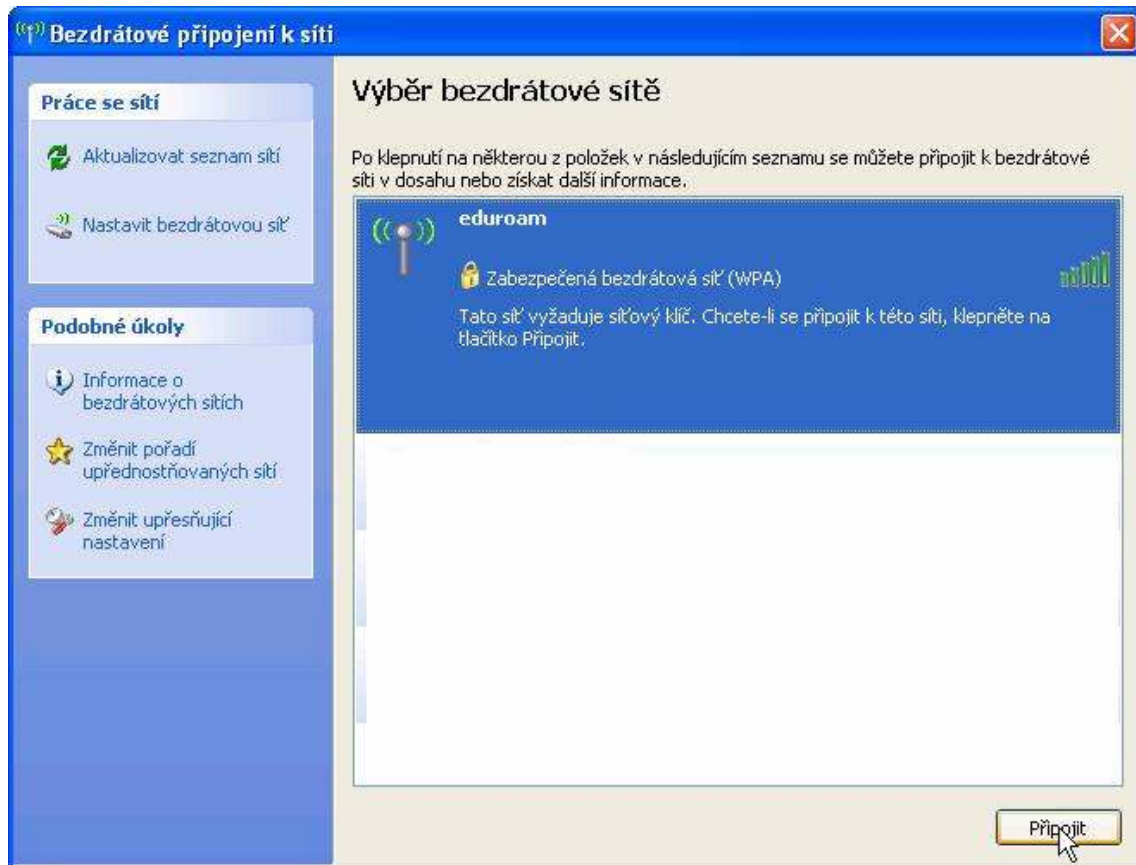 Bezdrátové připojení k síti
Práce se sítí
Aktualizovat seznam sítí
Nastavit bezdrátovou síť
Podobné úkoly
Informace o
bezdrátových sítích
Změnit pořadí
upřednostňovaných sítí
Změnit upřesňující
nastavení
Výběr bezdrátové sítě
Po klepnutí na některou z položek v následujícím seznamu se můžete připojit k bezdrátové
síti v dosahu nebo získat další informace.
eduroam
Zabezpečená bezdrátová síť (WPA)
Tato síť vyžaduje síťový klíč. Chcete-li se připojit k této síti, klepněte na
tlačítko Připojit.
Připojit